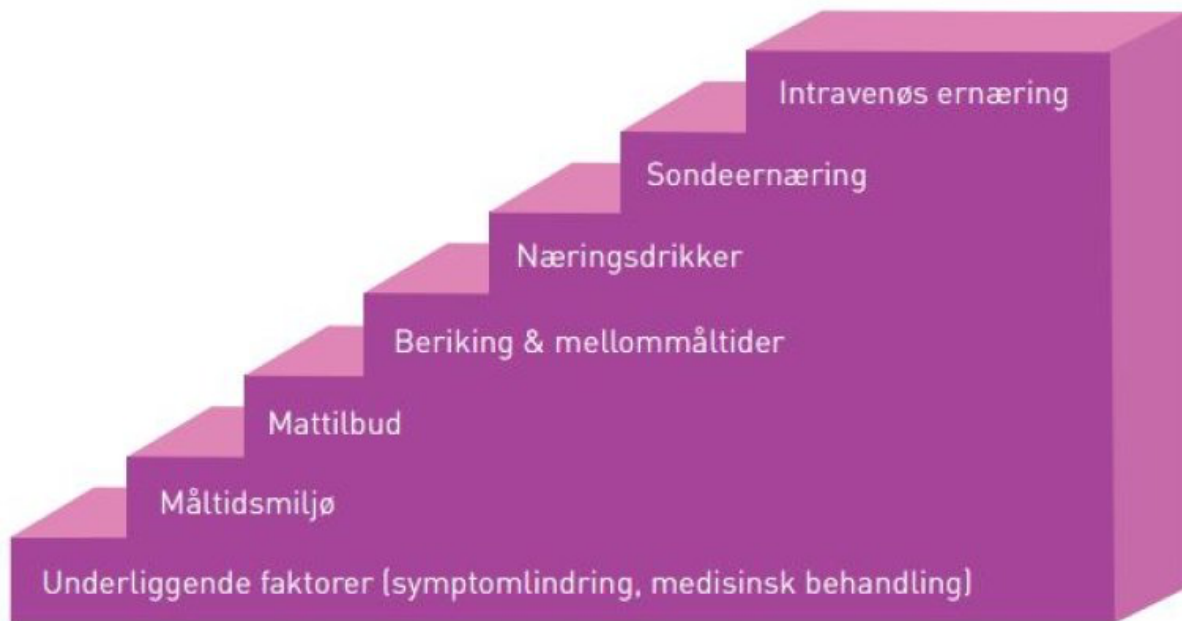 Intravenøs ernæring
Sondeernæring
Næringsdrikker
Beriking & mellommåltider
Mattilbud
Måltidsmiljø
Underliggende faktorer (symptomlindring, medisinsk behandling)